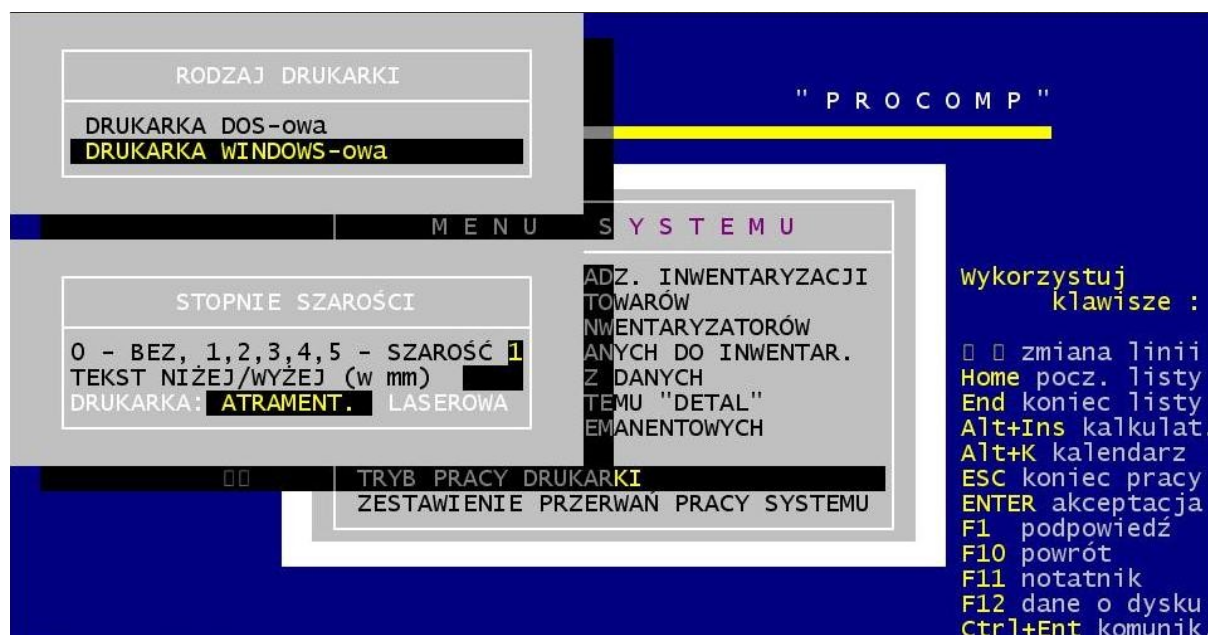 RODZAJ DRUKARKI
DRUKARKA DOS-owa
DRUKARKA WINDOWS-owa
" P R O C O M P "
M E N U S Y S T E M U
ADZ. INWENTARYZACJI
TOWARÓW
NWENTARYZATORÓW
ANYCH DO INWENTAR.
Z DANYCH
TEMU "DETAL"
EMANENTOWYCH
STOPNIE SZAROŚCI
0 - BEZ, 1,2,3,4,5 - SZAROŚĆ 1
TEKST NIŻEJ/WYŻEJ (w mm)
DRUKARKA: ATRAMENT. LASEROWA
TRYB PRACY DRUKARKI
ZESTAWIENIE PRZERWAŃ PRACY SYSTEMU
Wykorzystuj
klawisze :
zmiana linii
Home pocz. listy
End koniec listy
Alt+Ins kalkulat.
Alt+K kalendarz
ESC koniec pracy
ENTER akceptacja
F1 podpowiedź
F10 powrót
F11 notatnik
F12 dane o dysku
Ctrl+Ent komunik